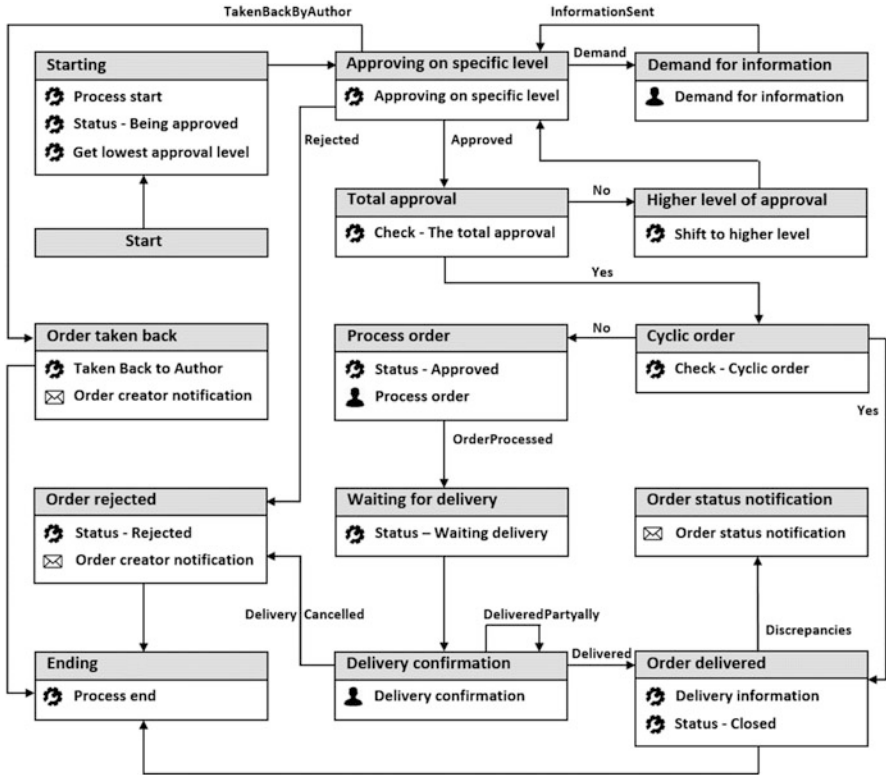 TakenBackByAuthor
InformationSent
Starting
Process start
Status - Being approved
Get lowest approval level
Approving on specific level
Approving on specific level
Demand
Demand for information
Demand for information
Rejected
Approved
Start
Total approval
Check - The total approval
No
Higher level of approval
Shift to higher level
Yes
Order taken back
Taken Back to Author
Order creator notification
Process order
Status - Approved
Process order
No
Cyclic order
Check - Cyclic order
Yes
OrderProcessed
Order rejected
Status - Rejected
Order creator notification
Waiting for delivery
Status – Waiting delivery
Order status notification
Order status notification
Delivery Cancelled
DeliveredPartyally
Discrepancies
Ending
Process end
Delivery confirmation
Delivery confirmation
Delivered
Order delivered
Delivery information
Status - Closed